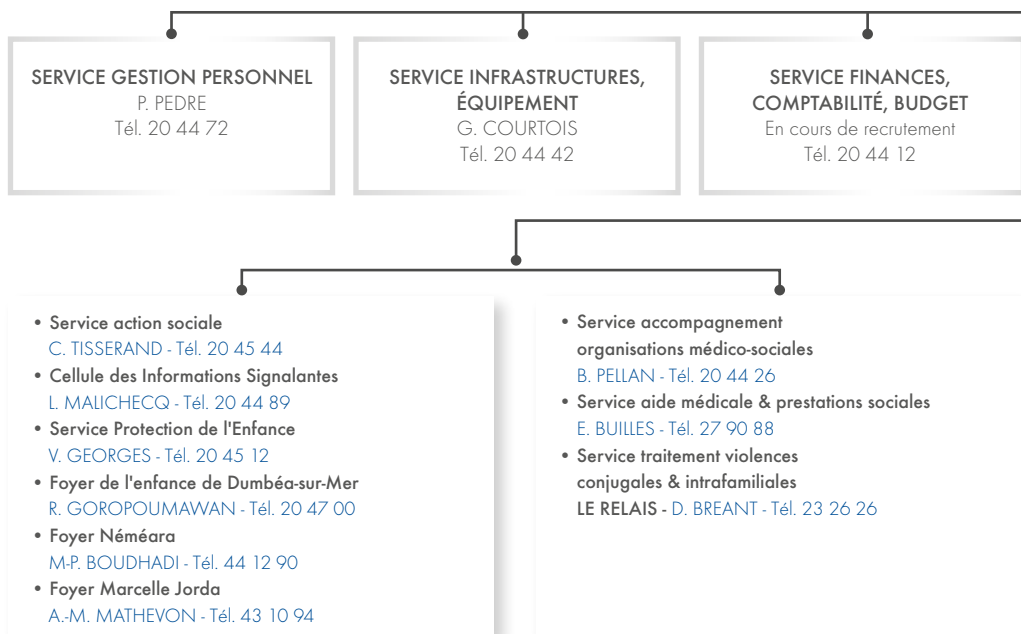 SERVICE GESTION PERSONNEL
P. PEDRE
Tél. 20 44 72
SERVICE INFRASTRUCTURES,
ÉQUIPEMENT
G. COURTOIS
Tél. 20 44 42
SERVICE FINANCES,
COMPTABILITÉ, BUDGET
En cours de recrutement
Tél. 20 44 12
• Service action sociale
C. TISSERAND - Tél. 20 45 44
• Cellule des Informations Signalantes
L. MALICHECQ - Tél. 20 44 89
• Service Protection de l'Enfance
V. GEORGES - Tél. 20 45 12
• Foyer de l'enfance de Dumbéa-sur-Mer
R. GOROPOUMAWAN - Tél. 20 47 00
• Foyer Néméara
M-P. BOUDHADI - Tél. 44 12 90
• Foyer Marcelle Jorda
A.-M. MATHEVON - Tél. 43 10 94
• Service accompagnement
organisations médico-sociales
B. PELLAN - Tél. 20 44 26
• Service aide médicale & prestations sociales
E. BUILLES - Tél. 27 90 88
• Service traitement violences
conjugales & intrafamiliales
LE RELAIS - D. BREANT - Tél. 23 26 26